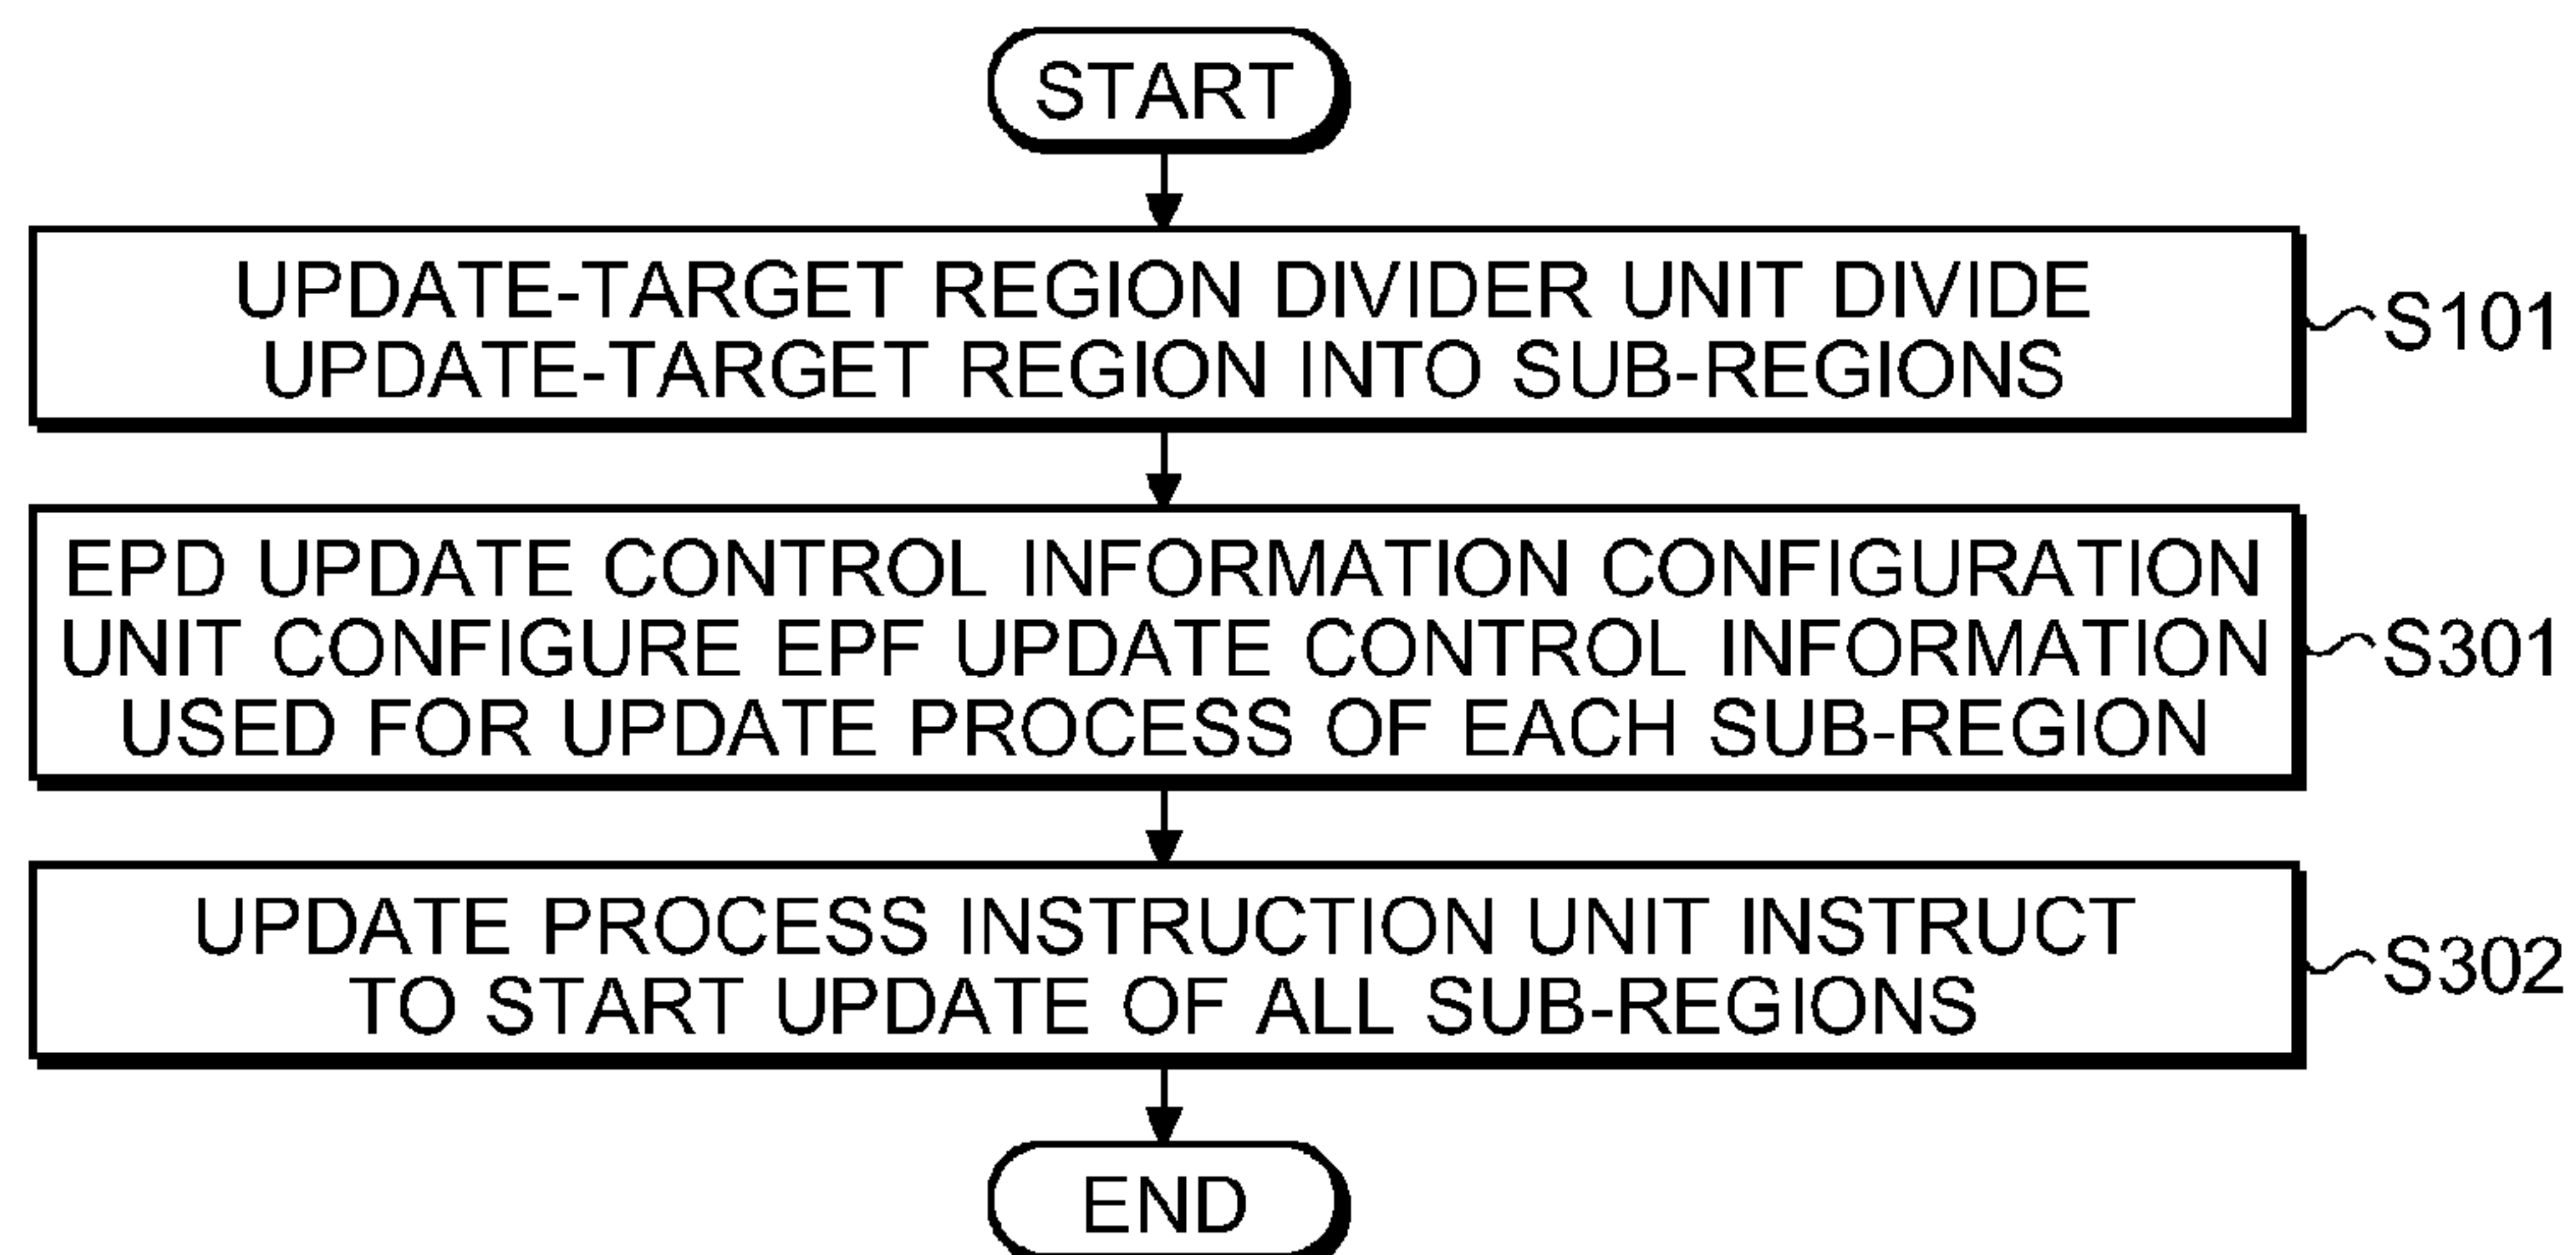 START
UPDATE-TARGET REGION DIVIDER UNIT DIVIDE
UPDATE-TARGET REGION INTO SUB-REGIONS
S101
EPD UPDATE CONTROL INFORMATION CONFIGURATION
UNIT CONFIGURE EPF UPDATE CONTROL INFORMATION
USED FOR UPDATE PROCESS OF EACH SUB-REGION
S301
UPDATE PROCESS INSTRUCTION UNIT INSTRUCT
TO START UPDATE OF ALL SUB-REGIONS
S302
END